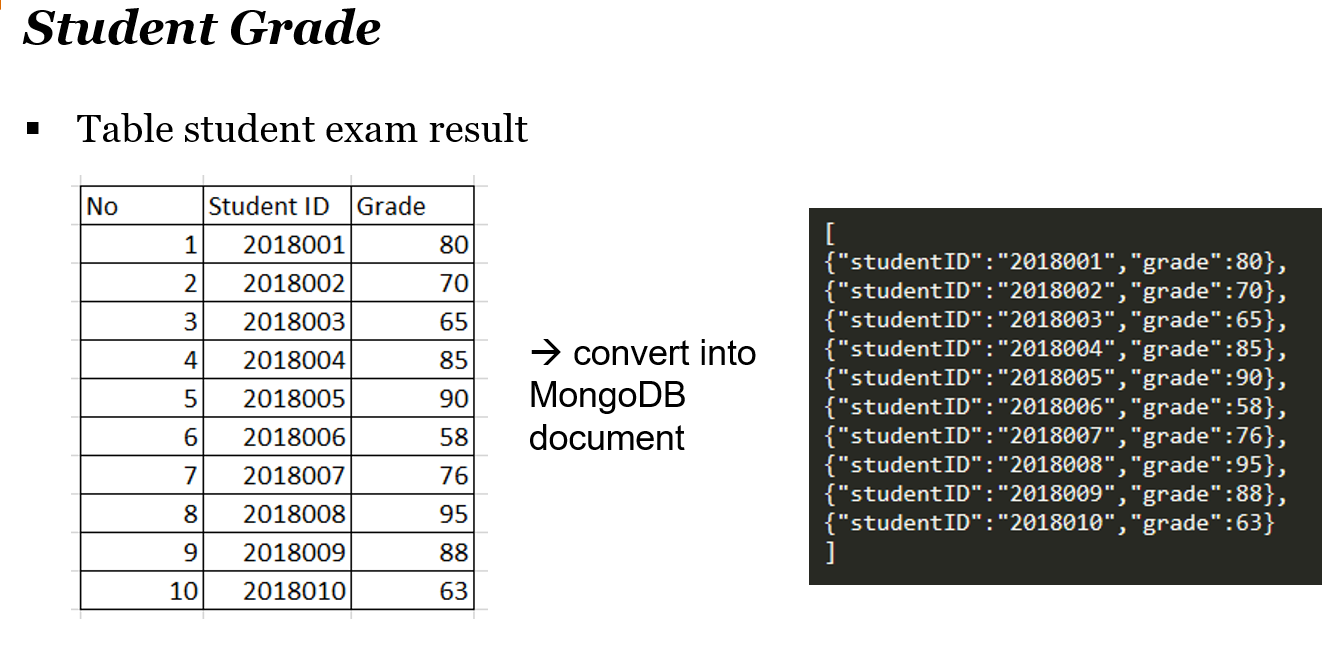 Student Grade
▪ Table student exam result
No Student ID Grade
1 2018001 80
2 2018002 70
3 2018003 65
4 2018004 85
5 2018005 90
6 2018006 58
7 2018007 76
8 2018008 95
9 2018009 88
10 2018010 63
→ convert into
MongoDB
document
[
{"studentID":"2018001","grade":80},
{"studentID":"2018002","grade":70},
{"studentID":"2018003","grade":65},
{"studentID":"2018004","grade":85},
{"studentID":"2018005","grade":90},
{"studentID":"2018006","grade":58},
{"studentID":"2018007","grade":76},
{"studentID":"2018008","grade":95},
{"studentID":"2018009","grade":88},
{"studentID":"2018010","grade":63}
]